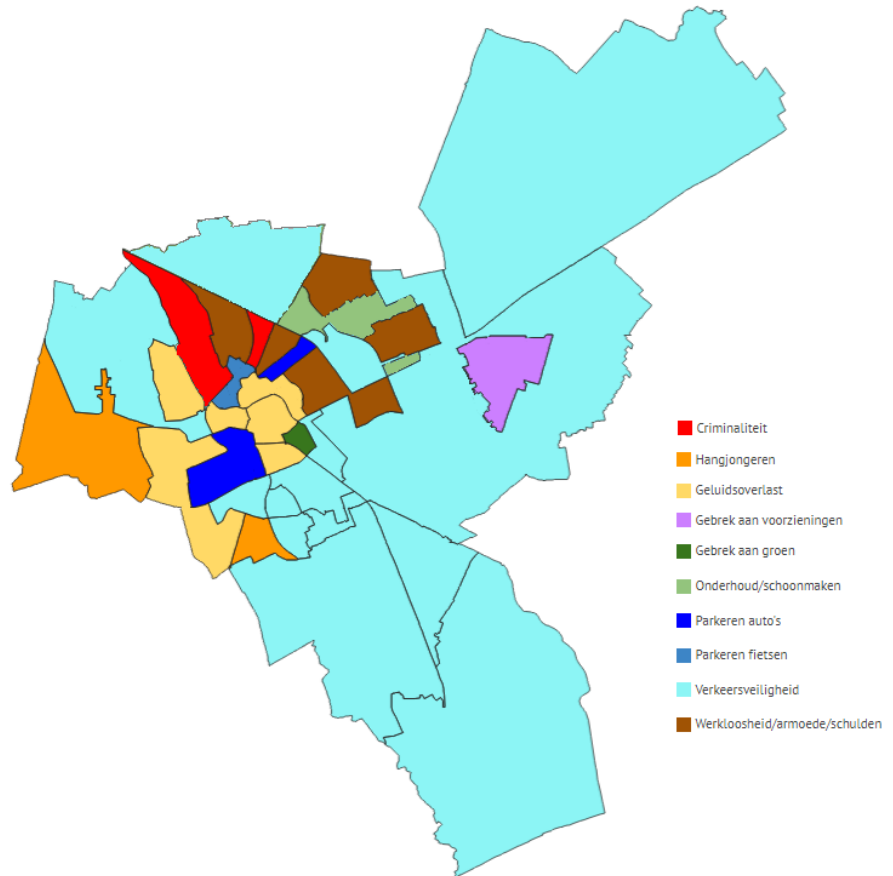 Criminaliteit
Hangjongeren
Geluidsoverlast
Gebrek aan voorzieningen
Gebrek aan groen
Onderhoud/schoonmaken
Parkeren auto's
Parkeren fietsen
Verkeersveiligheid
Werkloosheid/armoede/schulden